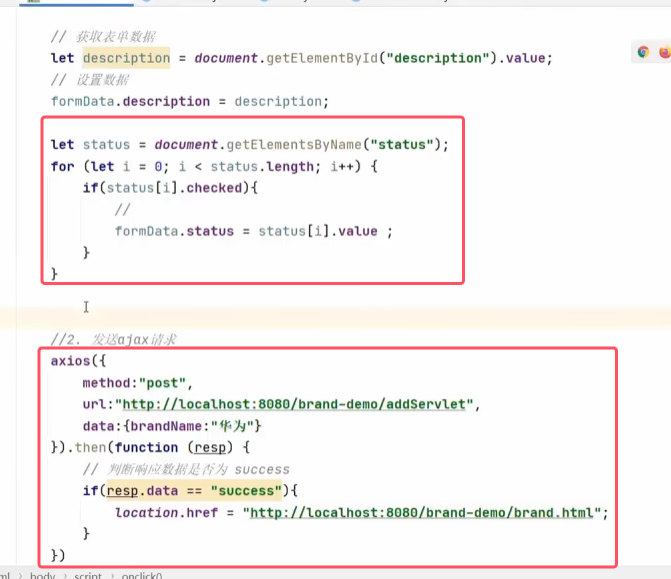 // 获取表单数据
let description = document.getElementById("description").value;
// 设置数据
formData.description = description;
let status = document.getElementsByName("status");
for (let i = 0; i < status.length; i++) {
if(status[i].checked){
//
formData.status = status[i].value ;
}
}
//2. 发送ajax请求
axios({
method:"post",
url:"http://localhost:8080/brand-demo/addServlet",
data:{brandName:"华为"}
}).then(function (resp) {
// 判断响应数据是否为 success
if(resp.data == "success"){
location.href = "http://localhost:8080/brand-demo/brand.html";
}
})
body › script › onclick()